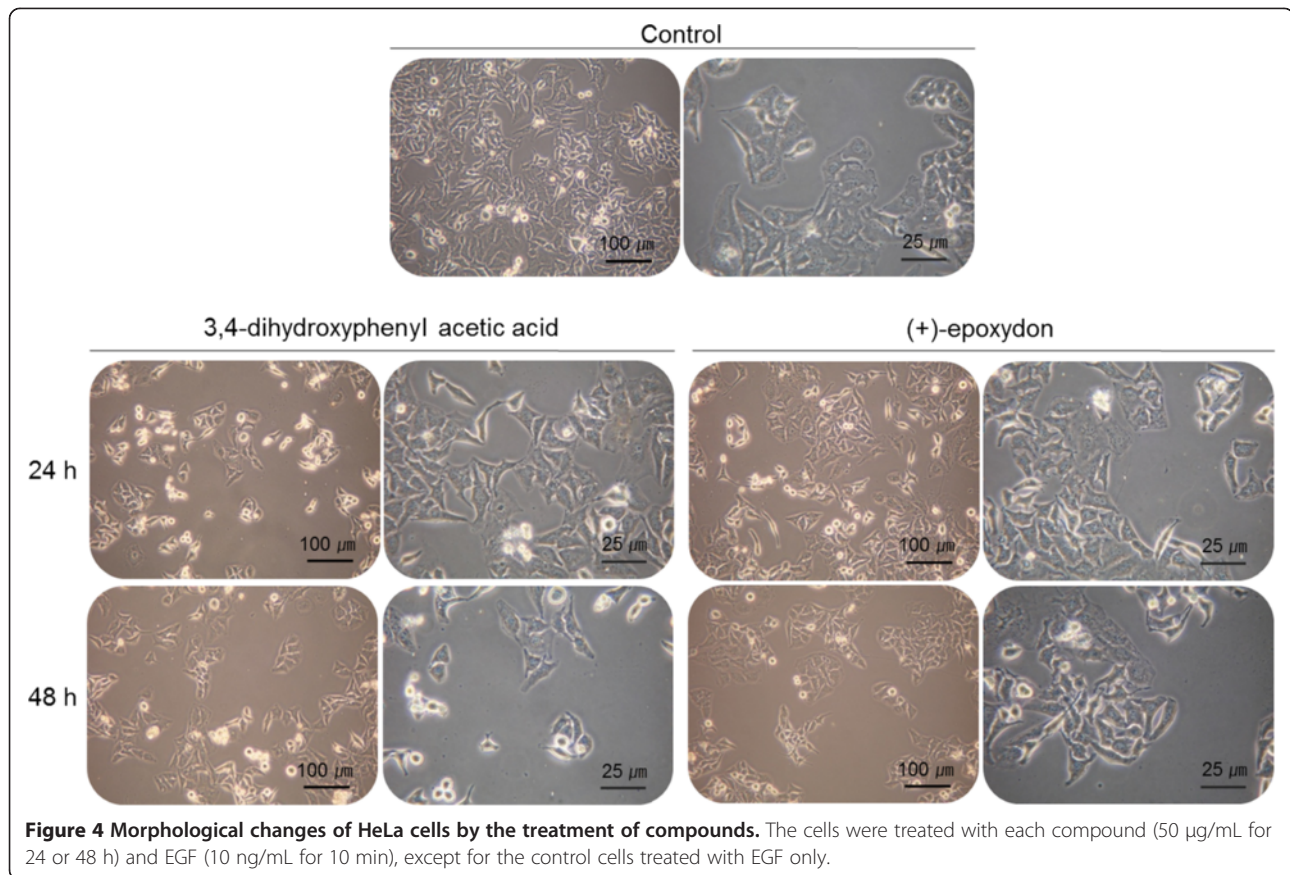 Control
100 ㎛
25 ㎛
3,4-dihydroxyphenyl acetic acid
(+)-epoxydon
24 h
100 ㎛
25 ㎛
100 ㎛
25 ㎛
48 h
100 ㎛
25 ㎛
100 ㎛
25 ㎛
Figure 4 Morphological changes of HeLa cells by the treatment of compounds. The cells were treated with each compound (50 μg/mL for
24 or 48 h) and EGF (10 ng/mL for 10 min), except for the control cells treated with EGF only.